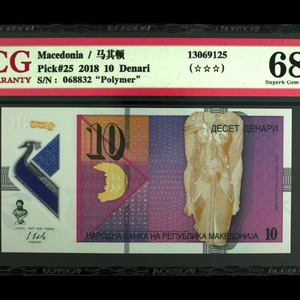 CG
RANTY
Macedonia / 马其顿
Pick#25 2018 10 Denari
S/N: 068832 "Polymer"
13069125
(☆☆☆)
68
Superb Gem
10
ДЕСЕТ ДЕНАРИ
НАРОДНА БАНКА НА РЕПУБЛИКА МАКЕДОНИЈА
10